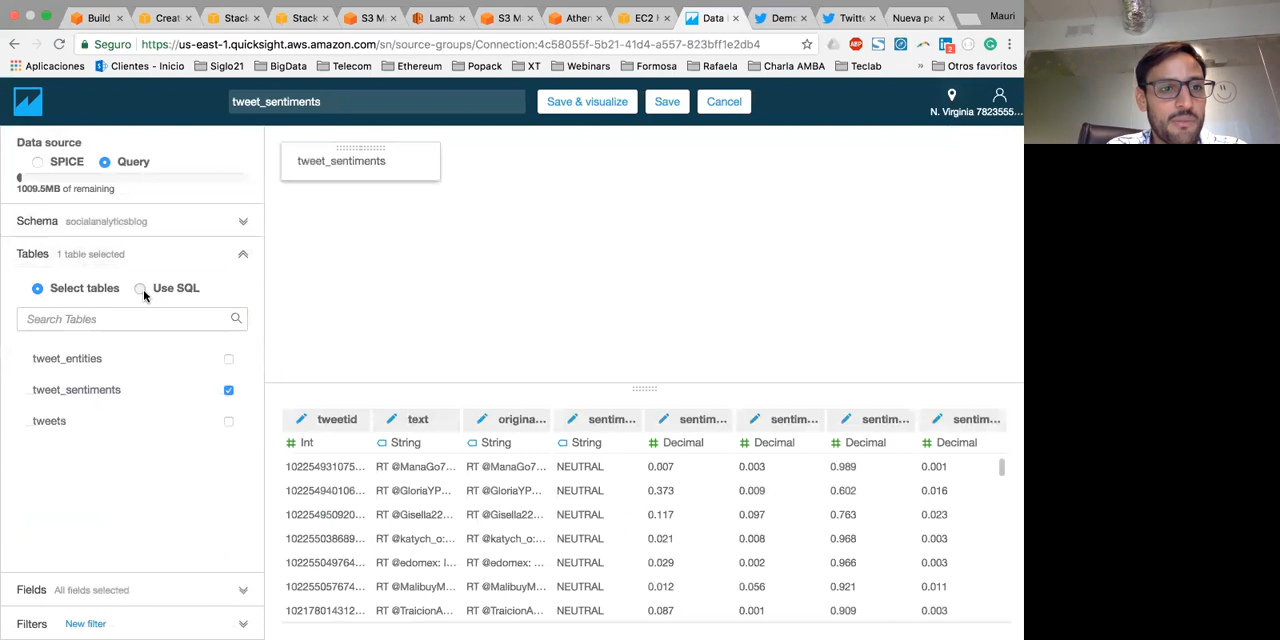 Build
Creat
Stack
Stack
S3 M
Lamb
S3 M
Ather
EC2 M
Data
Demo
Twitte
Nueva pe
Mauri
Seguro https://us-east-1.quicksight.aws.amazon.com/sn/source-groups/Connection:4c58055f-5b21-41d4-a557-823bff1e2db4
Aplicaciones Clientes - Inicio Siglo21 BigData Telecom Ethereum Popack XT Webinars Formosa Rafaela Charla AMBA Teclab » Otros favoritos
tweet_sentiments Save & visualize Save Cancel
N. Virginia 7823555...
Data source
SPICE Query
1009.5MB of remaining
Schema socialanalyticsblog
Tables 1 table selected
Select tables Use SQL
Search Tables
tweet_entities
tweet_sentiments
tweets
Fields All fields selected
Filters New filter
tweet_sentiments
tweetid text origina... sentim... sentim... sentim... sentim... sentim...
Int String String String Decimal Decimal Decimal Decimal
102254931075... RT @ManaGo7... RT @ManaGo7... NEUTRAL 0.007 0.003 0.989 0.001
102254940106... RT @GloriaYP... RT @GloriaYP... NEUTRAL 0.373 0.009 0.602 0.016
102254950920... RT @Gisella22... RT @Gisella22... NEUTRAL 0.117 0.097 0.763 0.023
102255038689... RT @katych_o:... RT @katych_o:... NEUTRAL 0.021 0.008 0.968 0.003
102255049764... RT @edomex: I... RT @edomex: I... NEUTRAL 0.029 0.002 0.966 0.003
102255057674... RT @MalibuyM... RT @MalibuyM... NEUTRAL 0.012 0.056 0.921 0.011
102178014312... RT @TraicionA... RT @TraicionA... NEUTRAL 0.087 0.001 0.909 0.003